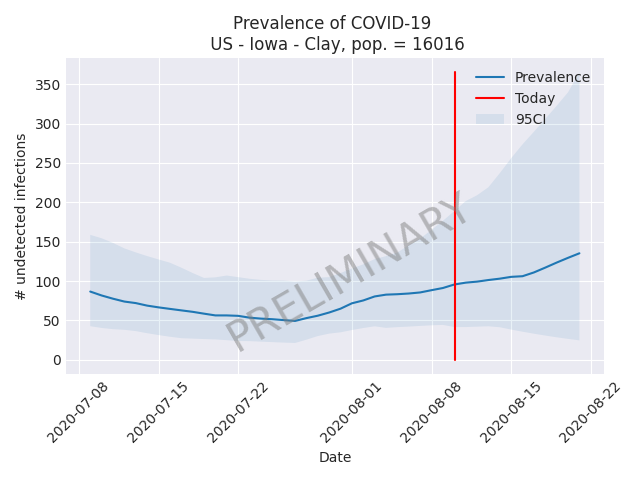 Prevalence of COVID-19
US - Iowa - Clay, pop. = 16016
# undetected infections
350
300
250
200
150
100
50
0
Prevalence
Today
95CI
PRELIMINARY
2020-07-08
2020-07-15
2020-07-22
2020-08-01
2020-08-08
2020-08-15
2020-08-22
Date